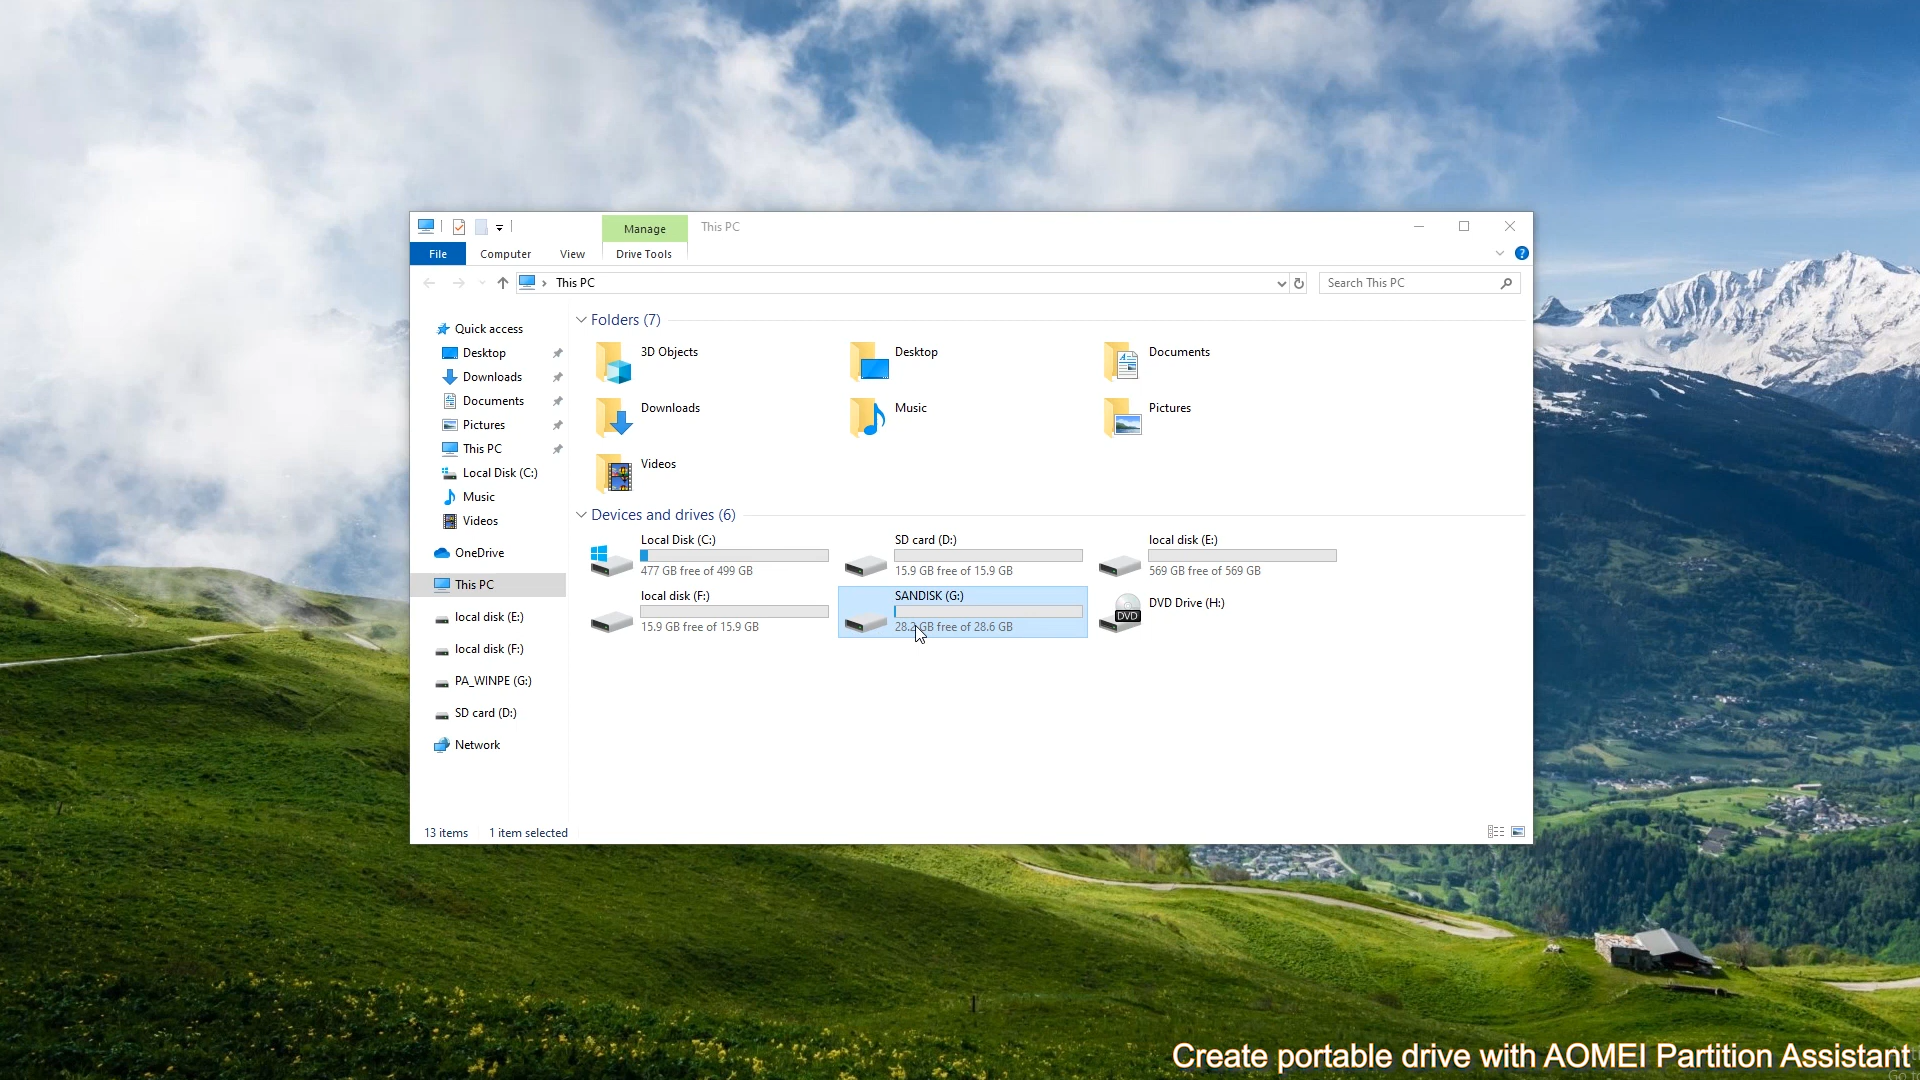 Manage
This PC
File
Computer
View
Drive Tools
This PC
Search This PC
Quick access
Desktop
Downloads
Documents
Pictures
This PC
Local Disk (C:)
Music
Videos
OneDrive
This PC
local disk (E:)
local disk (F:)
PA_WINPE (G:)
SD card (D:)
Network
Folders (7)
3D Objects
Desktop
Documents
Downloads
Music
Pictures
Videos
Devices and drives (6)
Local Disk (C:)
477 GB free of 499 GB
SD card (D:)
15.9 GB free of 15.9 GB
local disk (E:)
569 GB free of 569 GB
local disk (F:)
15.9 GB free of 15.9 GB
SANDISK (G:)
28.2 GB free of 28.6 GB
DVD
DVD Drive (H:)
13 items
1 item selected
Create portable drive with AOMEI Partition Assistant